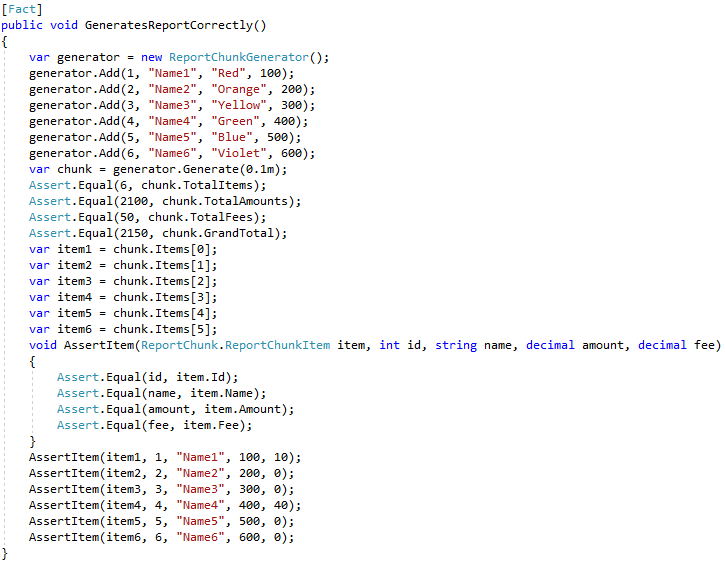 [Fact]
public void GeneratesReportCorrectly()
{
    var generator = new ReportChunkGenerator();
    generator.Add(1, "Name1", "Red", 100);
    generator.Add(2, "Name2", "Orange", 200);
    generator.Add(3, "Name3", "Yellow", 300);
    generator.Add(4, "Name4", "Green", 400);
    generator.Add(5, "Name5", "Blue", 500);
    generator.Add(6, "Name6", "Violet", 600);
    var chunk = generator.Generate(0.1m);
    Assert.Equal(6, chunk.TotalItems);
    Assert.Equal(2100, chunk.TotalAmounts);
    Assert.Equal(50, chunk.TotalFees);
    Assert.Equal(2150, chunk.GrandTotal);
    var item1 = chunk.Items[0];
    var item2 = chunk.Items[1];
    var item3 = chunk.Items[2];
    var item4 = chunk.Items[3];
    var item5 = chunk.Items[4];
    var item6 = chunk.Items[5];
    void AssertItem(ReportChunk.ReportChunkItem item, int id, string name, decimal amount, decimal fee)
    {
        Assert.Equal(id, item.Id);
        Assert.Equal(name, item.Name);
        Assert.Equal(amount, item.Amount);
        Assert.Equal(fee, item.Fee);
    }
    AssertItem(item1, 1, "Name1", 100, 10);
    AssertItem(item2, 2, "Name2", 200, 0);
    AssertItem(item3, 3, "Name3", 300, 0);
    AssertItem(item4, 4, "Name4", 400, 40);
    AssertItem(item5, 5, "Name5", 500, 0);
    AssertItem(item6, 6, "Name6", 600, 0);
}